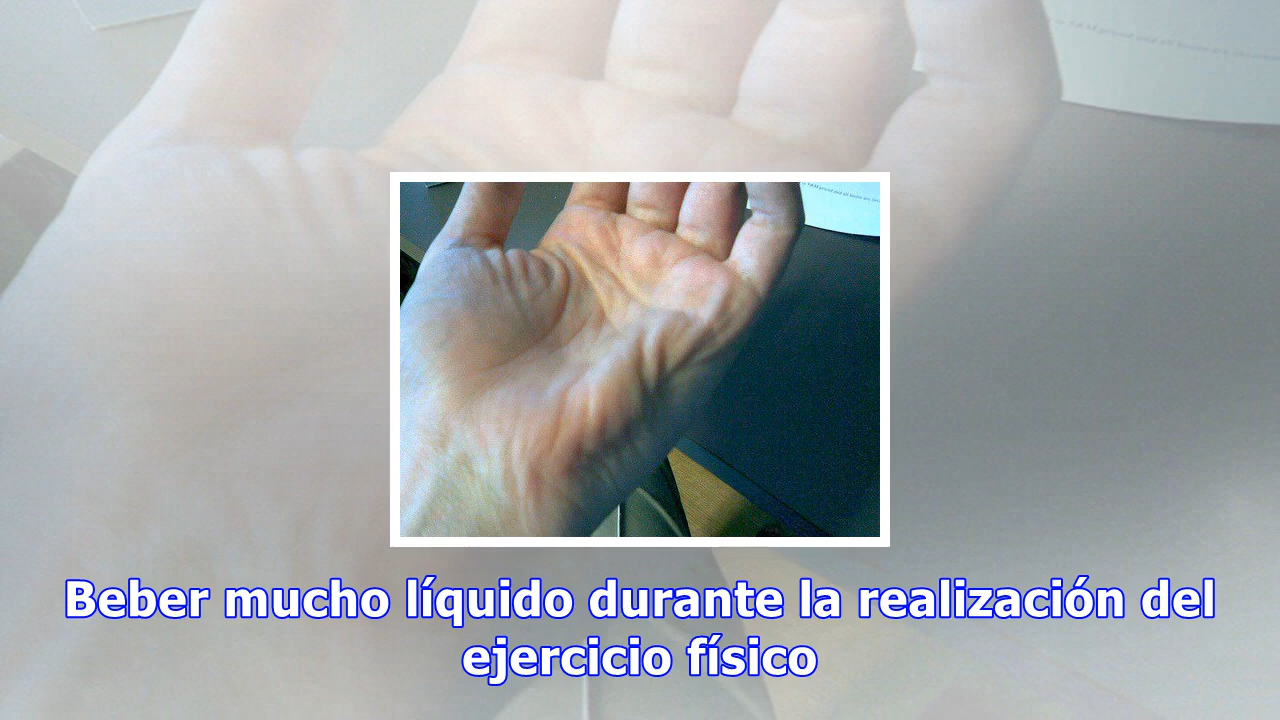 Beber mucho líquido durante la realización del
ejercicio físico